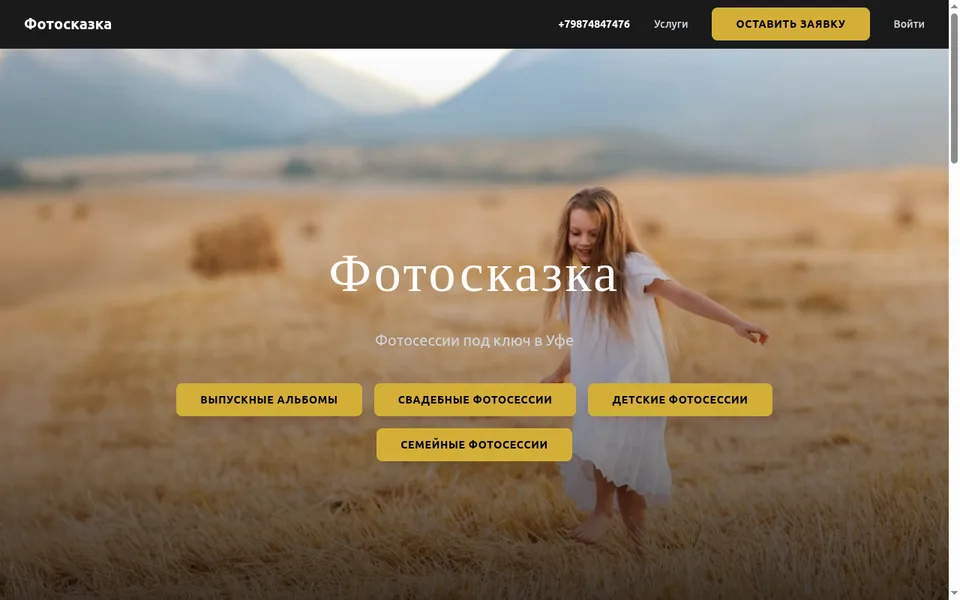 Фотосказка
+79874847476
Услуги
ОСТАВИТЬ ЗАЯВКУ
Войти
Фотосказка
Фотосессии под ключ в Уфе
ВЫПУСКНЫЕ АЛЬБОМЫ
СВАДЕБНЫЕ ФОТОСЕССИИ
ДЕТСКИЕ ФОТОСЕССИИ
СЕМЕЙНЫЕ ФОТОСЕССИИ